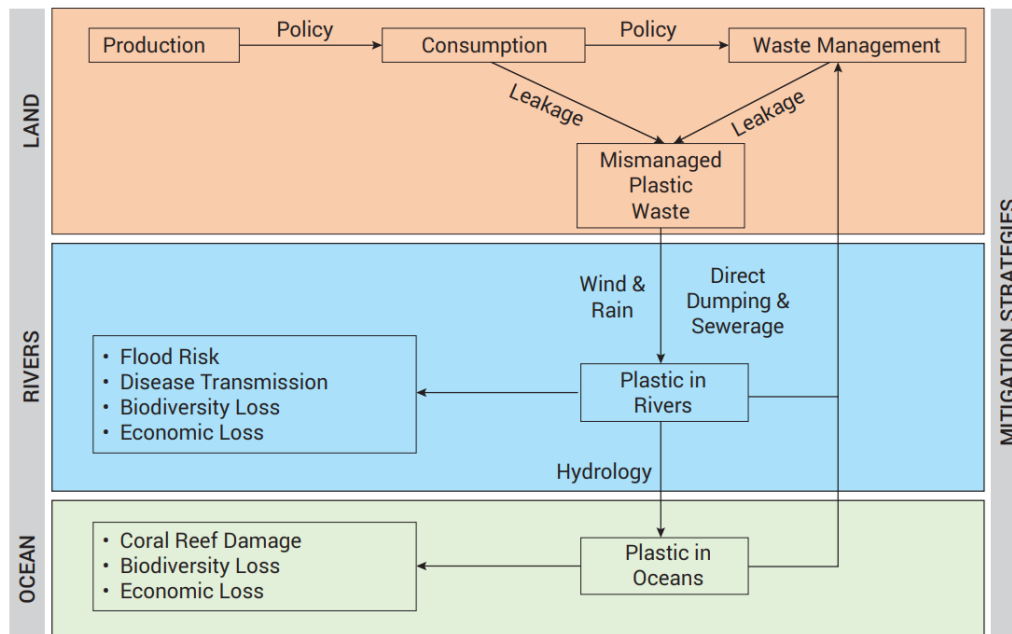 LAND
Production
Policy
Consumption
Policy
Waste Management
Leakage
Leakage
Mismanaged
Plastic
Waste
RIVERS
Wind &
Rain
Direct
Dumping &
Sewerage
• Flood Risk
• Disease Transmission
• Biodiversity Loss
• Economic Loss
Plastic in
Rivers
Hydrology
OCEAN
• Coral Reef Damage
• Biodiversity Loss
• Economic Loss
Plastic in
Oceans
MITIGATION STRATEGIES